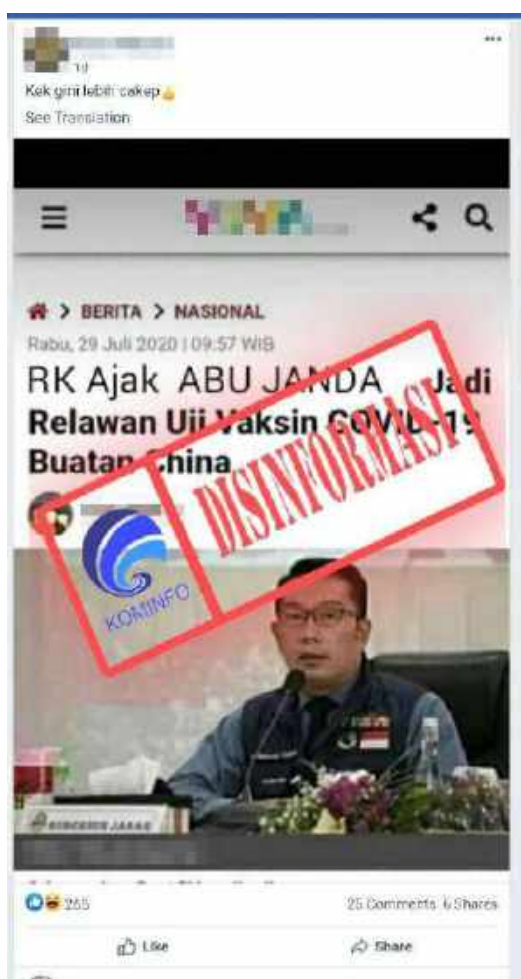 1d
Kek gini lebih cakep👍
See Translation
BERITA > NASIONAL
Rabu, 29 Juli 2020 | 09:57 WIB
RK Ajak ABU JANDA Jadi
Relawan Uji Vaksin COVID-19
Buatan China
DISINFORMASI
KOMINFO
265
25 Comments 6 Shares
Like
Share